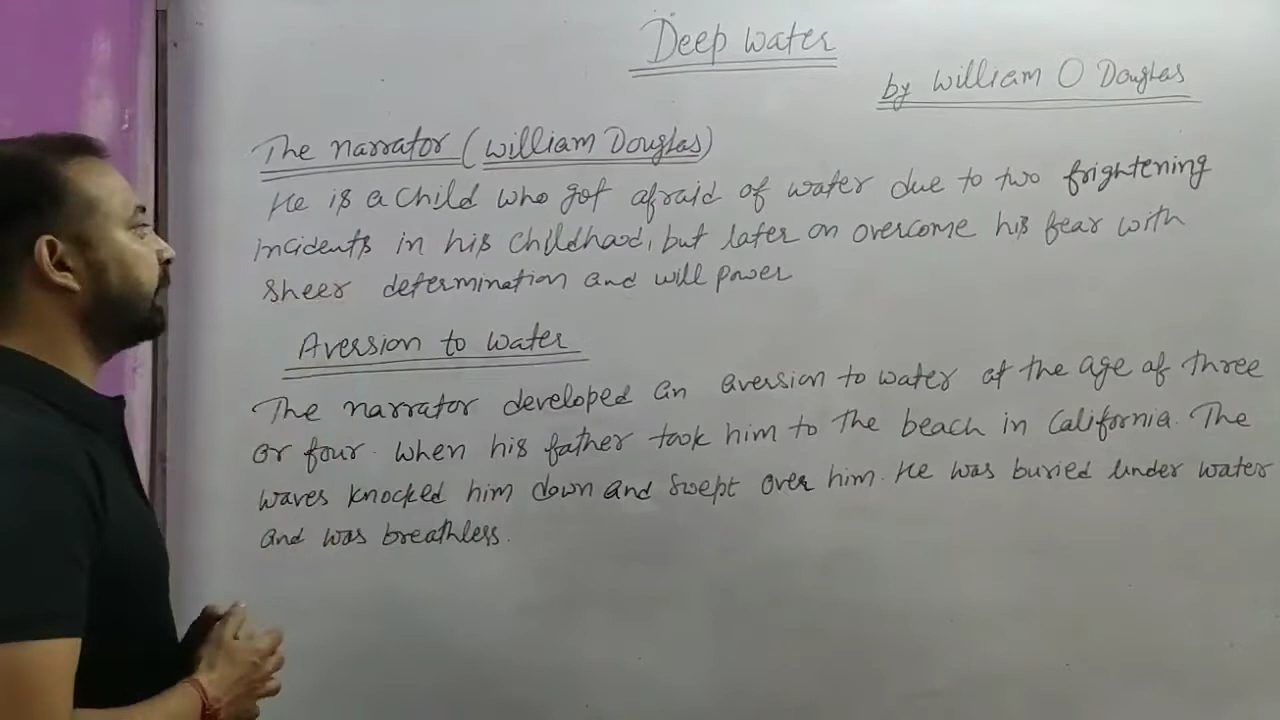 Deep water
by William O Douglas
The narrator (William Douglas)
He is a child who got afraid of water due to two frightening
incidents in his childhood, but later on overcome his fear with
sheer determination and will power
Aversion to water
The narrator developed an aversion to water at the age of three
or four. when his father took him to the beach in California. The
waves knocked him down and swept over him. He was buried under water
and was breathless.